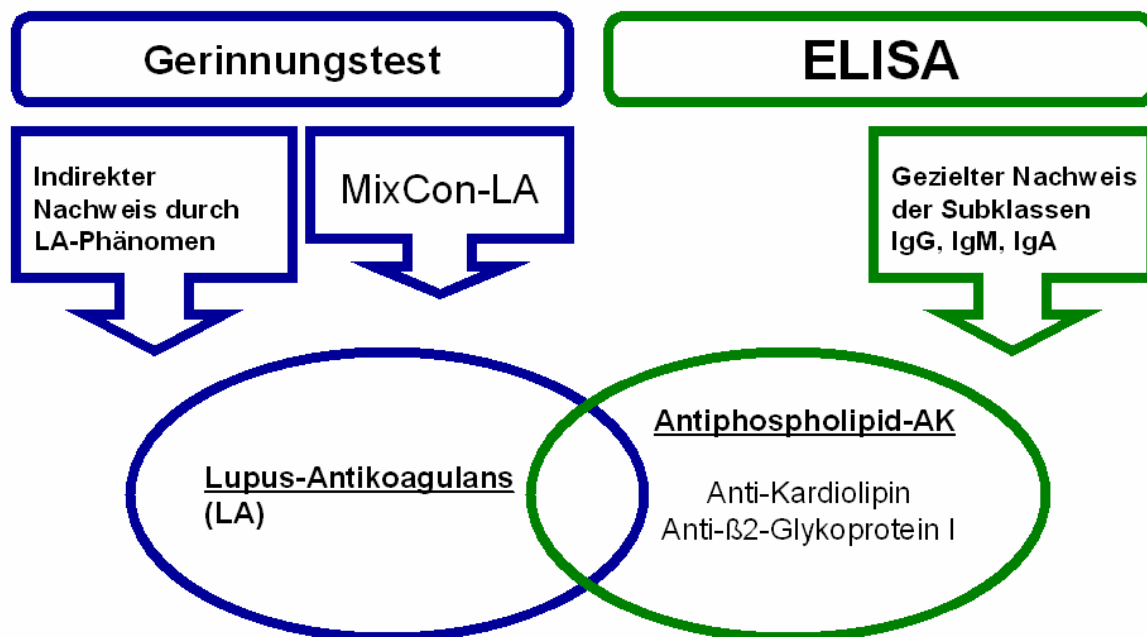 Gerinnungstest
ELISA
Indirekter
Nachweis durch
LA-Phänomen
MixCon-LA
Gezielter Nachweis
der Subklassen
IgG, IgM, IgA
Lupus-Antikoagulans
(LA)
Antiphospholipid-AK
Anti-Kardiolipin
Anti-ß2-Glykoprotein I